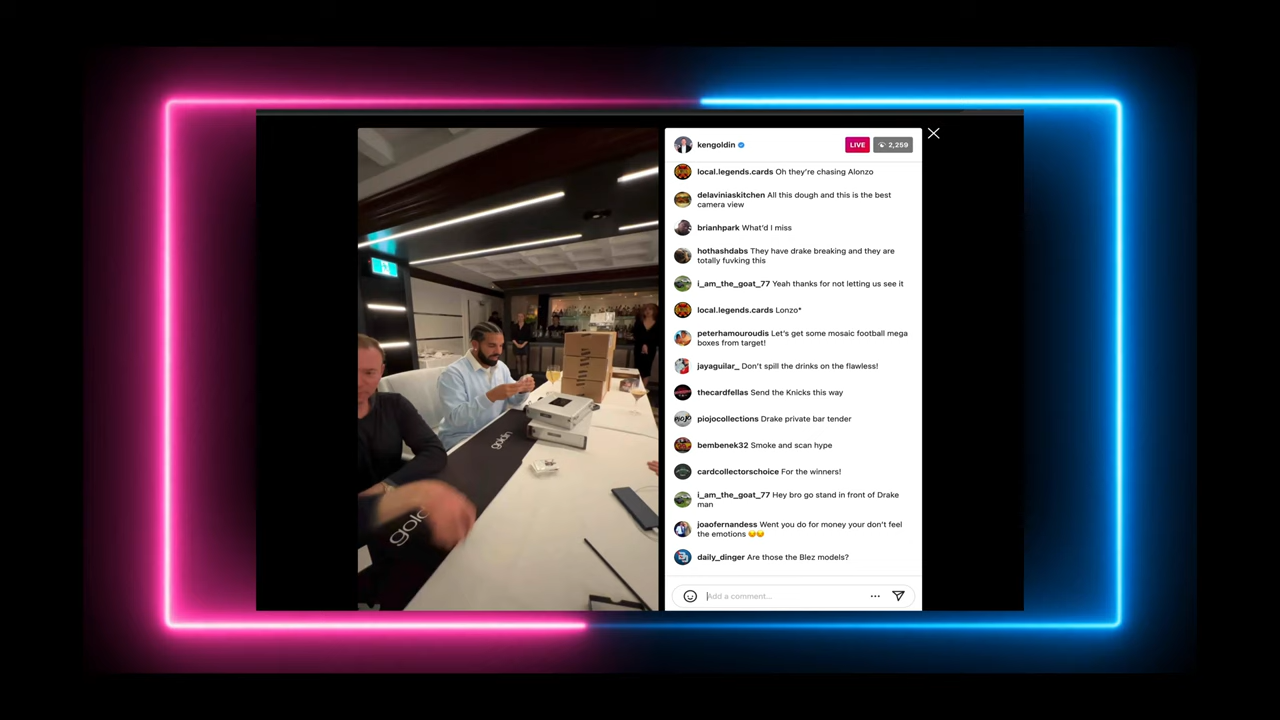 kengoldin
LIVE
2,259
local.legends.cards Oh they're chasing Alonzo
delaviniaskitchen All this dough and this is the best
camera view
brianhpark What'd I miss
hothashdabs They have drake breaking and they are
totally fuvking this
i_am_the_goat_77 Yeah thanks for not letting us see it
local.legends.cards Lonzo*
peterhamouroudis Let's get some mosaic football mega
boxes from target!
jayaguilar_ Don't spill the drinks on the flawless!
thecardfellas Send the Knicks this way
piojocollections Drake private bar tender
bembenek32 Smoke and scan hype
cardcollectorschoice For the winners!
i_am_the_goat_77 Hey bro go stand in front of Drake
man
joaofernandess Went you do for money your don't feel
the emotions 😔😔
daily_dinger Are those the Blez models?
Add a comment...
goldin